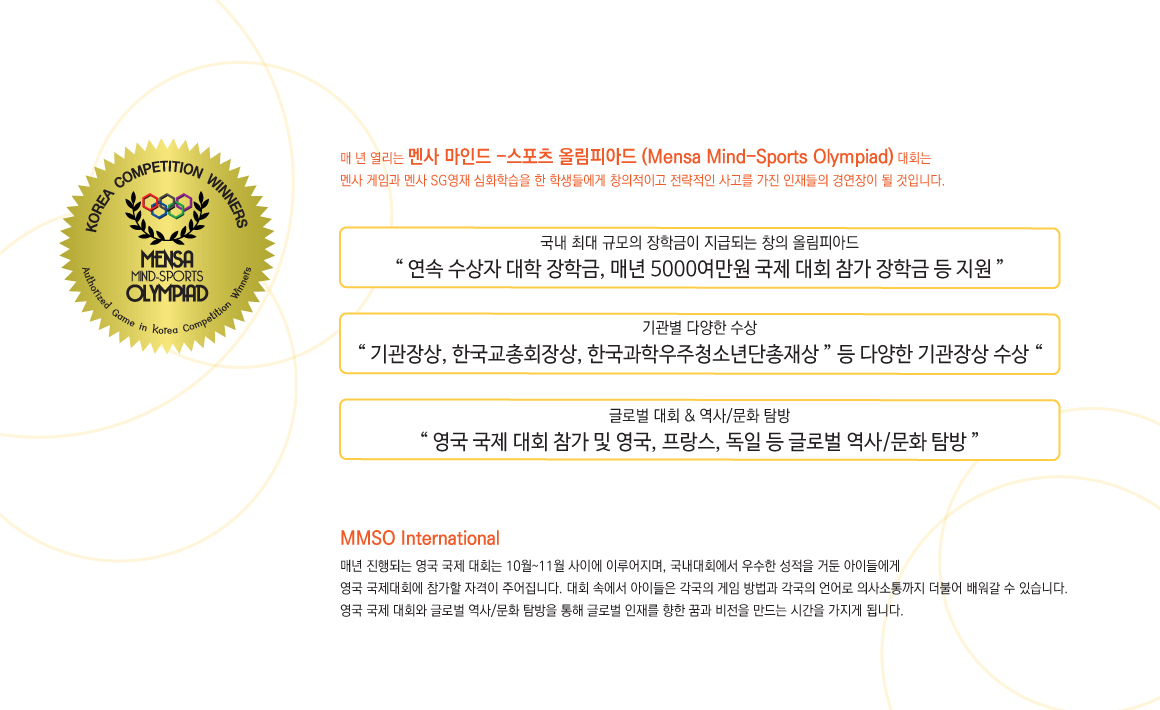 KOREA COMPETITION WINNERS
MENSA
MIND-SPORTS
OLYMPIAD
Authorized Game in Korea Competition Winners
매 년 열리는 멘사 마인드 -스포츠 올림피아드 (Mensa Mind-Sports Olympiad) 대회는
멘사 게임과 멘사 SG영재 심화학습을 한 학생들에게 창의적이고 전략적인 사고를 가진 인재들의 경연장이 될 것입니다.
국내 최대 규모의 장학금이 지급되는 창의 올림피아드
“ 연속 수상자 대학 장학금, 매년 5000여만원 국제 대회 참가 장학금 등 지원 ”
기관별 다양한 수상
“ 기관장상, 한국교총회장상, 한국과학우주청소년단총재상 ” 등 다양한 기관장상 수상 “
글로벌 대회 & 역사/문화 탐방
“ 영국 국제 대회 참가 및 영국, 프랑스, 독일 등 글로벌 역사/문화 탐방 ”
MMSO International
매년 진행되는 영국 국제 대회는 10월~11월 사이에 이루어지며, 국내대회에서 우수한 성적을 거둔 아이들에게
영국 국제대회에 참가할 자격이 주어집니다. 대회 속에서 아이들은 각국의 게임 방법과 각국의 언어로 의사소통까지 더불어 배워갈 수 있습니다.
영국 국제 대회와 글로벌 역사/문화 탐방을 통해 글로벌 인재를 향한 꿈과 비전을 만드는 시간을 가지게 됩니다.